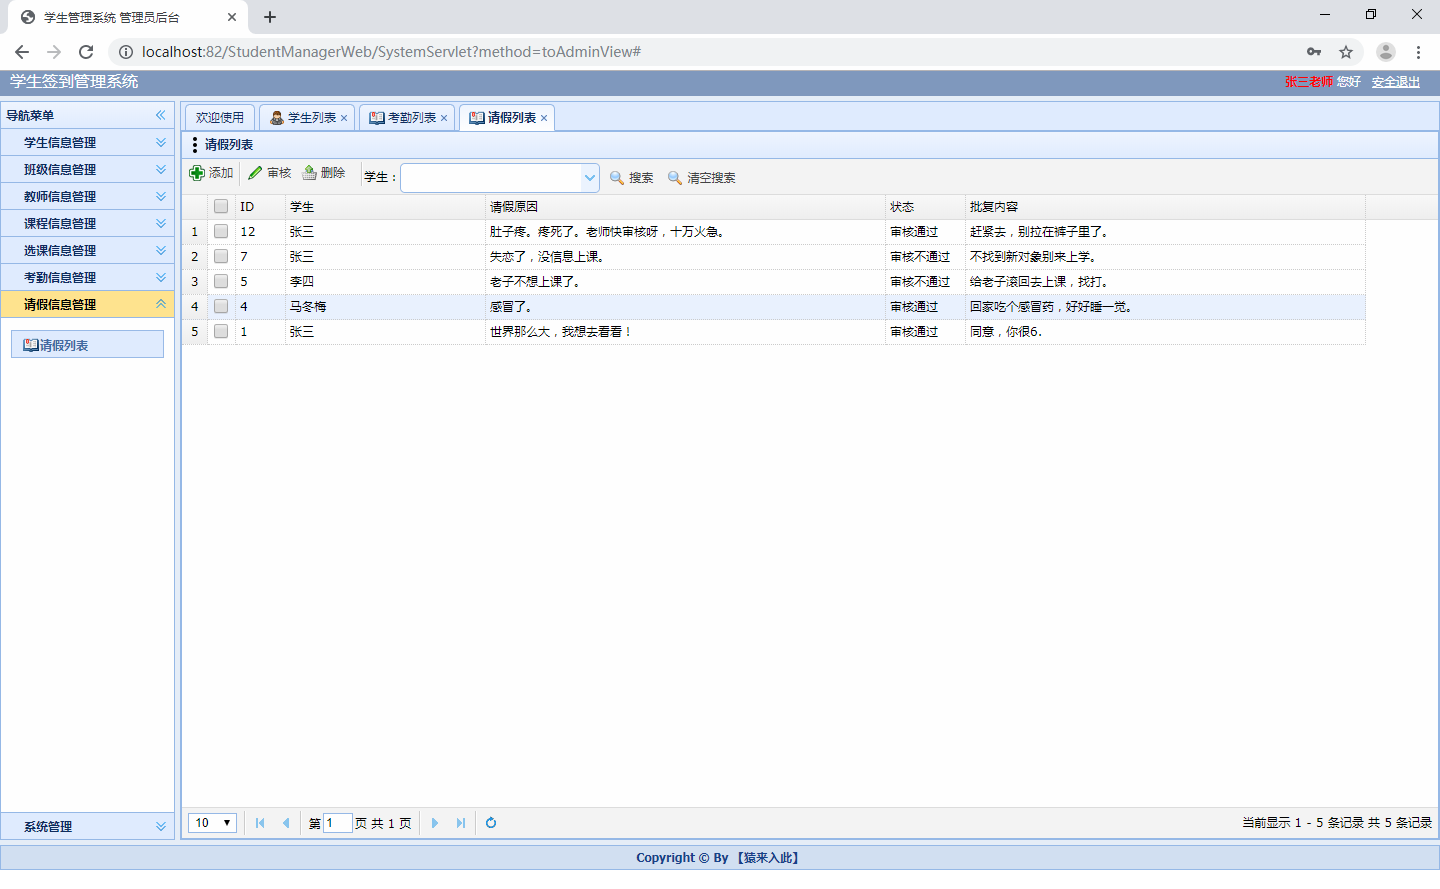 学生管理系统 管理员后台
localhost:82/StudentManagerWeb/SystemServlet?method=toAdminView#
学生签到管理系统
张三老师 您好 安全退出
导航菜单
学生信息管理
班级信息管理
教师信息管理
课程信息管理
选课信息管理
考勤信息管理
请假信息管理
请假列表
系统管理
欢迎使用 学生列表 考勤列表 请假列表
请假列表
添加 审核 删除 学生： 搜索 清空搜索
ID 学生 请假原因 状态 批复内容
1 12 张三 肚子疼。疼死了。老师快审核呀，十万火急。 审核通过 赶紧去，别拉在裤子里了。
2 7 张三 失恋了，没信息上课。 审核不通过 不找到新对象别来上学。
3 5 李四 老子不想上课了。 审核不通过 给老子滚回去上课，找打。
4 4 马冬梅 感冒了。 审核通过 回家吃个感冒药，好好睡一觉。
5 1 张三 世界那么大，我想去看看！ 审核通过 同意，你很6.
10 第 1 页 共 1 页 当前显示 1 - 5 条记录 共 5 条记录
Copyright © By 【猿来入此】